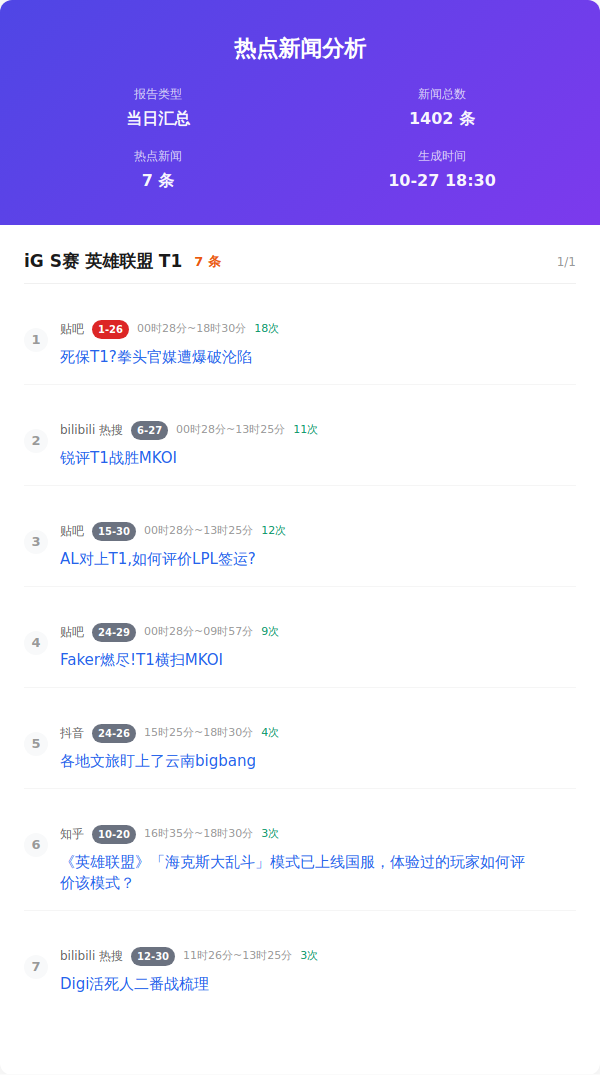 热点新闻分析
报告类型
新闻总数
当日汇总
1402 条
热点新闻
生成时间
7 条
10-27 18:30
iG S赛 英雄联盟 T1 7 条 1/1
1
贴吧 1-26 00时28分~18时30分 18次
死保T1?拳头官媒遭爆破沦陷
2
bilibili 热搜 6-27 00时28分~13时25分 11次
锐评T1战胜MKOI
3
贴吧 15-30 00时28分~13时25分 12次
AL对上T1,如何评价LPL签运?
4
贴吧 24-29 00时28分~09时57分 9次
Faker燃尽!T1横扫MKOI
5
抖音 24-26 15时25分~18时30分 4次
各地文旅盯上了云南bigbang
6
知乎 10-20 16时35分~18时30分 3次
《英雄联盟》「海克斯大乱斗」模式已上线国服，体验过的玩家如何评
价该模式？
7
bilibili 热搜 12-30 11时26分~13时25分 3次
Digi活死人二番战梳理